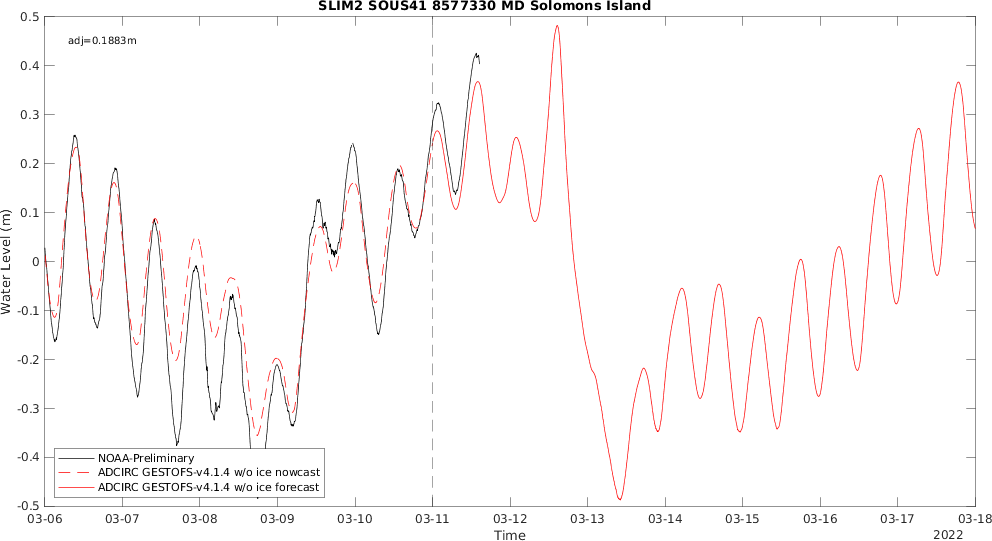 SLIM2 SOUS41 8577330 MD Solomons Island
adj=0.1883m
0.5
0.4
0.3
0.2
0.1
0
-0.1
-0.2
-0.3
-0.4
-0.5
Water Level (m)
NOAA-Preliminary
ADCIRC GESTOFS-v4.1.4 w/o ice nowcast
ADCIRC GESTOFS-v4.1.4 w/o ice forecast
03-06 03-07 03-08 03-09 03-10 03-11 03-12 03-13 03-14 03-15 03-16 03-17 03-18
Time
2022